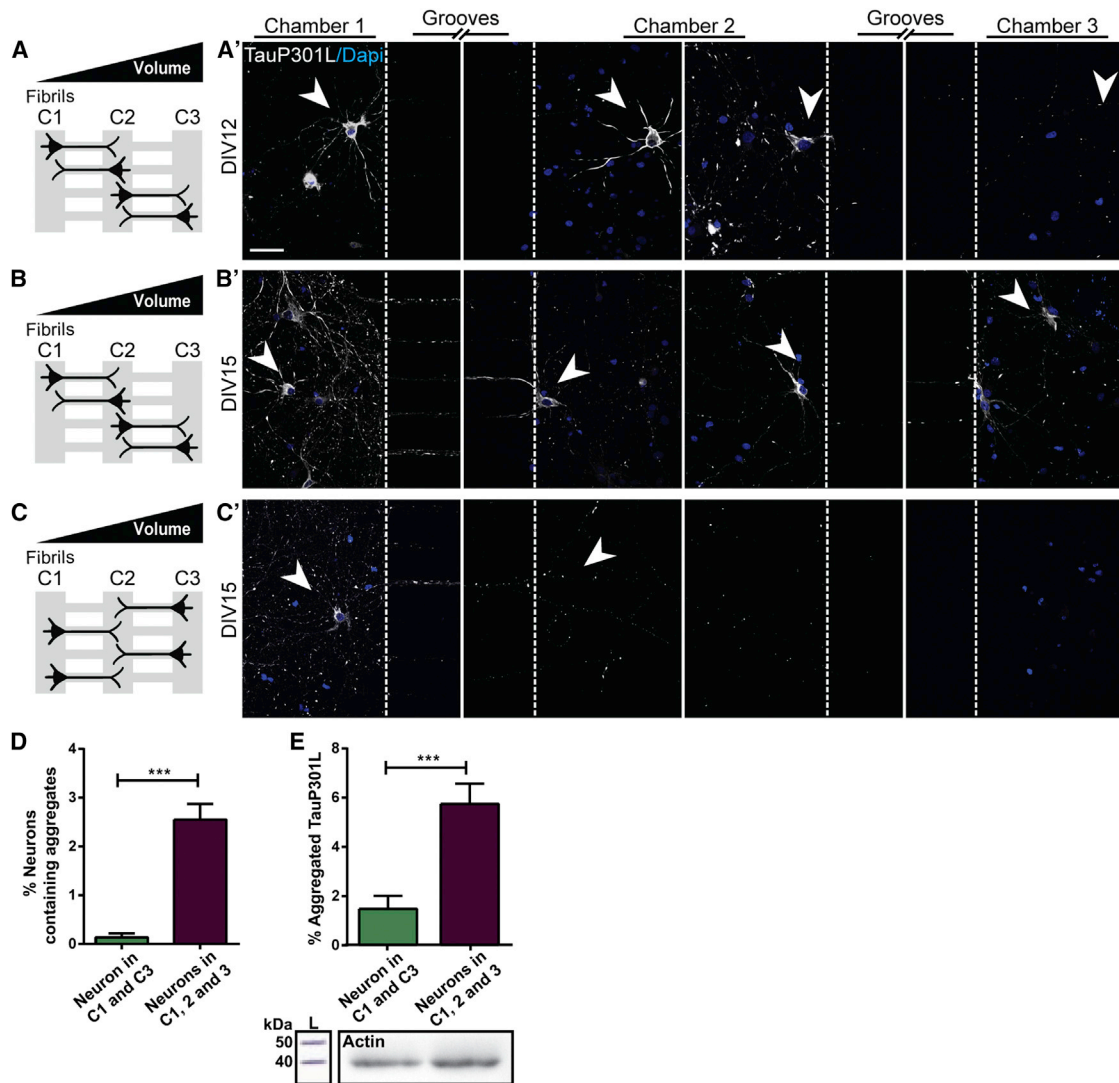 Chamber 1
Grooves
Chamber 2
Grooves
Chamber 3
A
Volume
Fibrils
C1 C2 C3
A'
TauP301L/Dapi
DIV12
B
Volume
Fibrils
C1 C2 C3
B'
DIV15
C
Volume
Fibrils
C1 C2 C3
C'
DIV15
D
% Neurons
containing aggregates
4
3
2
1
0
***
Neuron in
C1 and C3
Neurons in
C1, 2 and 3
E
% Aggregated TauP301L
8
6
4
2
0
***
Neuron in
C1 and C3
Neurons in
C1, 2 and 3
kDa L
50
40
Actin